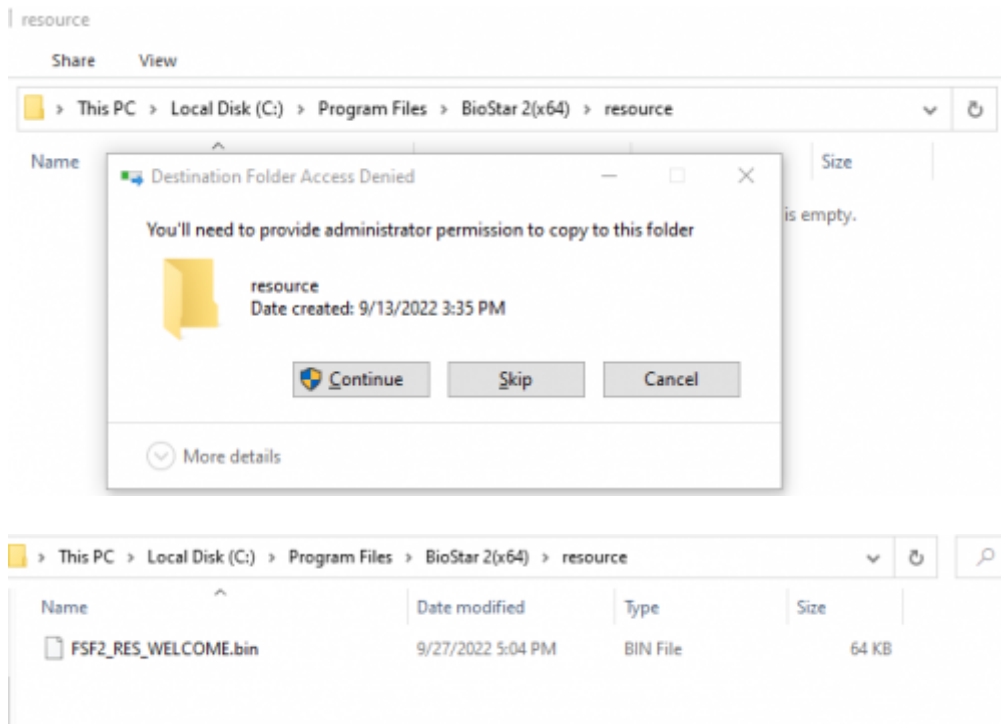 resource
Share View
This PC > Local Disk (C:) > Program Files > BioStar 2(x64) > resource
Name Size
Destination Folder Access Denied
is empty.
You'll need to provide administrator permission to copy to this folder
resource
Date created: 9/13/2022 3:35 PM
Continue Skip Cancel
More details
This PC > Local Disk (C:) > Program Files > BioStar 2(x64) > resource
Name Date modified Type Size
FSF2_RES_WELCOME.bin 9/27/2022 5:04 PM BIN File 64 KB